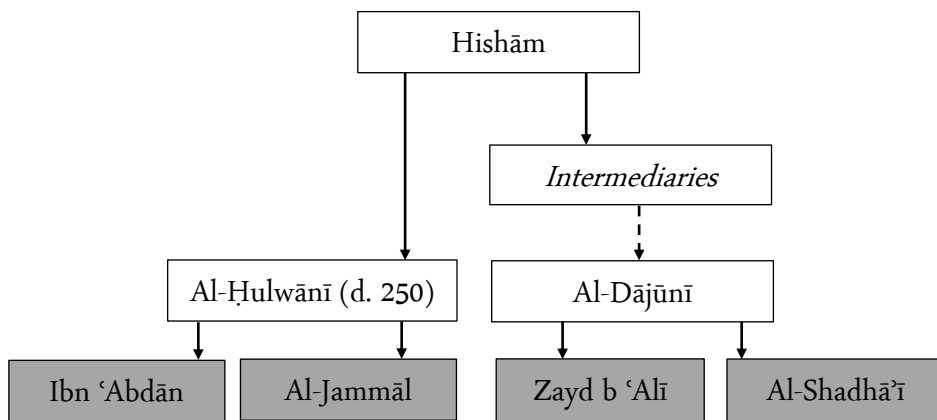 Hishām
Intermediaries
Al-Ḥulwānī (d. 250)
Al-Dājūnī
Ibn ʿAbdān
Al-Jammāl
Zayd b ʿAlī
Al-Shadhāʾī